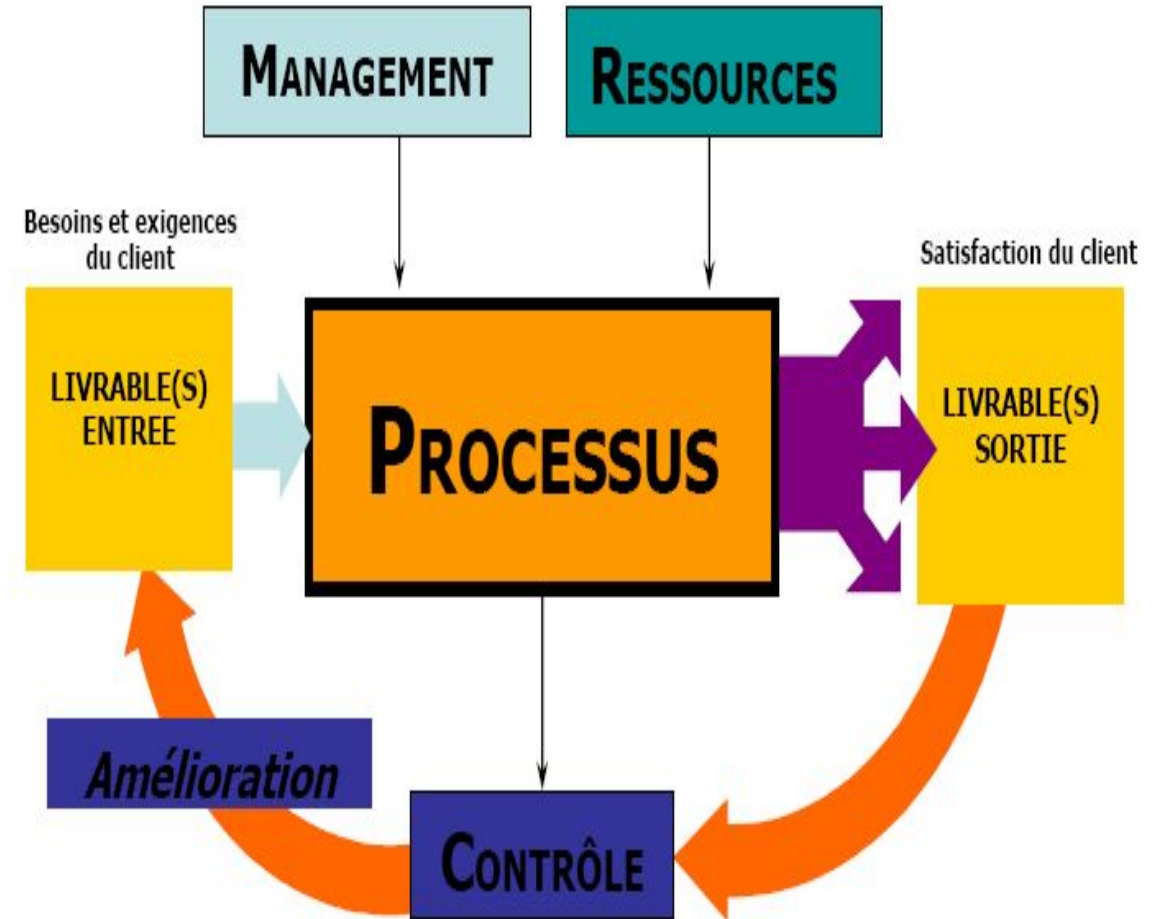 MANAGEMENT
RESSOURCES
Besoins et exigences
du client
Satisfaction du client
LIVRABLE(S)
ENTREE
PROCESSUS
LIVRABLE(S)
SORTIE
Amélioration
CONTRÔLE